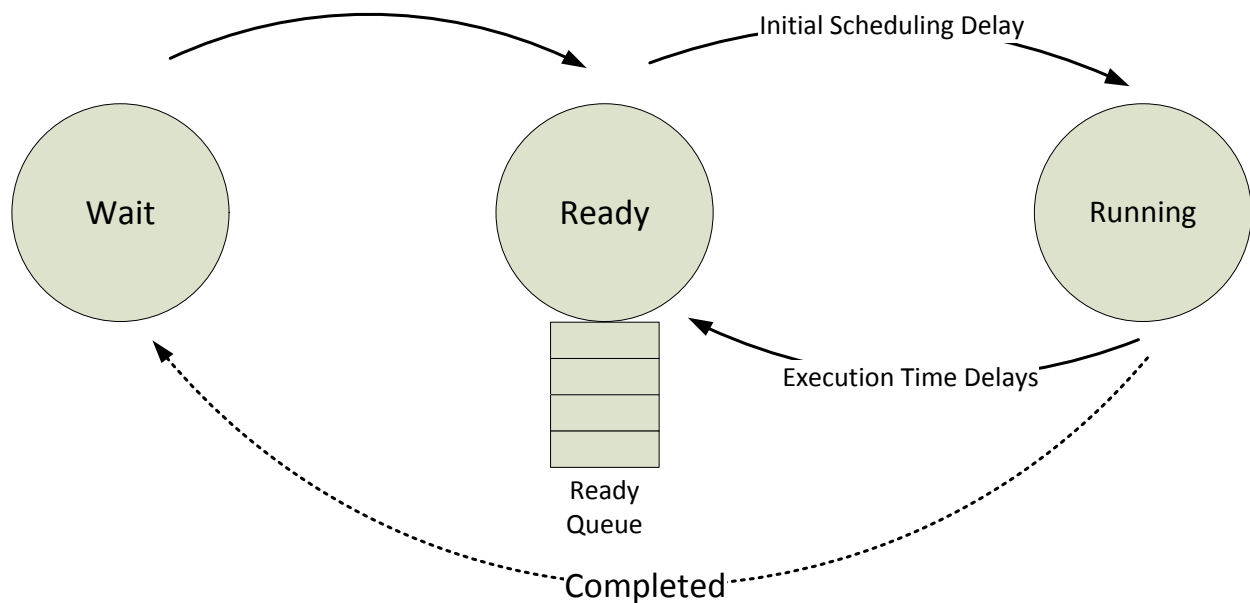 Initial Scheduling Delay
Wait
Ready
Running
Execution Time Delays
Ready
Queue
Completed